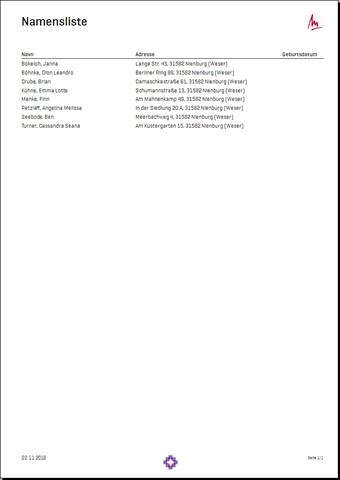 Namensliste
Navn Adresse Geburtsdatum
Bokeloh, Janna Lange Str. 43, 31582 Nienburg (Weser)
Böhnke, Dion Leandro Berliner Ring 88, 31582 Nienburg (Weser)
Drube, Brian Damaschkestraße 61, 31582 Nienburg (Weser)
Kühne, Emma Lotte Schumannstraße 13, 31582 Nienburg (Weser)
Menke, Finn Am Mahnenkamp 49, 31582 Nienburg (Weser)
Retzlaff, Angelina Melissa In der Siedlung 20 A, 31582 Nienburg (Weser)
Seebode, Ben Meerbachweg 4, 31582 Nienburg (Weser)
Turner, Cassandra Seana Am Küstergarten 15, 31582 Nienburg (Weser)
22.11.2018 Seite 1/1